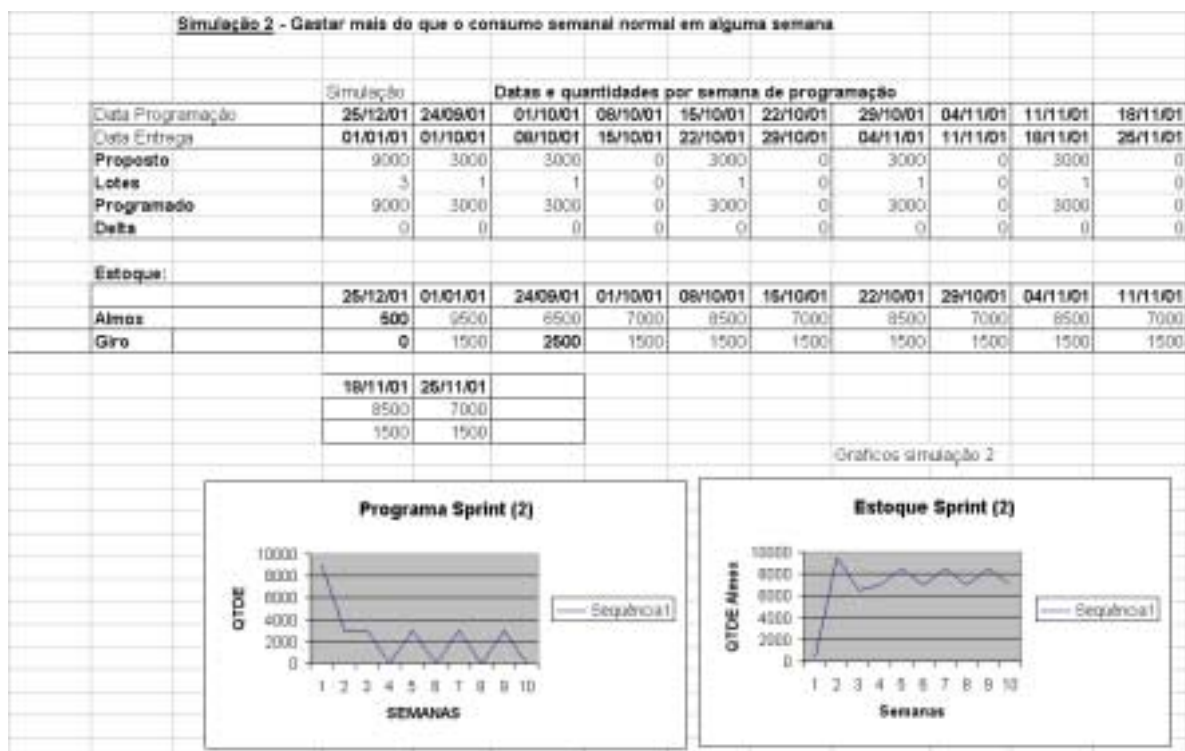 Simulação 2 - Gastar mais do que o consumo semanal normal em alguma semana
Simulação Datas e quantidades por semana de programação
Data Programação 25/12/01 24/09/01 01/10/01 08/10/01 15/10/01 22/10/01 29/10/01 04/11/01 11/11/01 18/11/01
Data Entrega 01/01/01 01/10/01 08/10/01 15/10/01 22/10/01 29/10/01 04/11/01 11/11/01 18/11/01 25/11/01
Proposto 9000 3000 3000 0 3000 0 3000 0 3000 0
Lotes 3 1 1 0 1 0 1 0 1 0
Programado 9000 3000 3000 0 3000 0 3000 0 3000 0
Delta 0 0 0 0 0 0 0 0 0 0
Estoque:
25/12/01 01/01/01 24/09/01 01/10/01 08/10/01 15/10/01 22/10/01 29/10/01 04/11/01 11/11/01
Almox 500 9500 6500 7000 8500 7000 8500 7000 8500 7000
Giro 0 1500 2500 1500 1500 1500 1500 1500 1500 1500
18/11/01 25/11/01
8500 7000
1500 1500
Graficos simulação 2
Programa Sprint (2)
10000
8000
6000
4000
2000
0
QTDE
1 2 3 4 5 6 7 8 9 10
SEMANAS
Sequência1
Estoque Sprint (2)
10000
8000
6000
4000
2000
0
QTDE Almox
1 2 3 4 5 6 7 8 9 10
Semanas
Sequência1